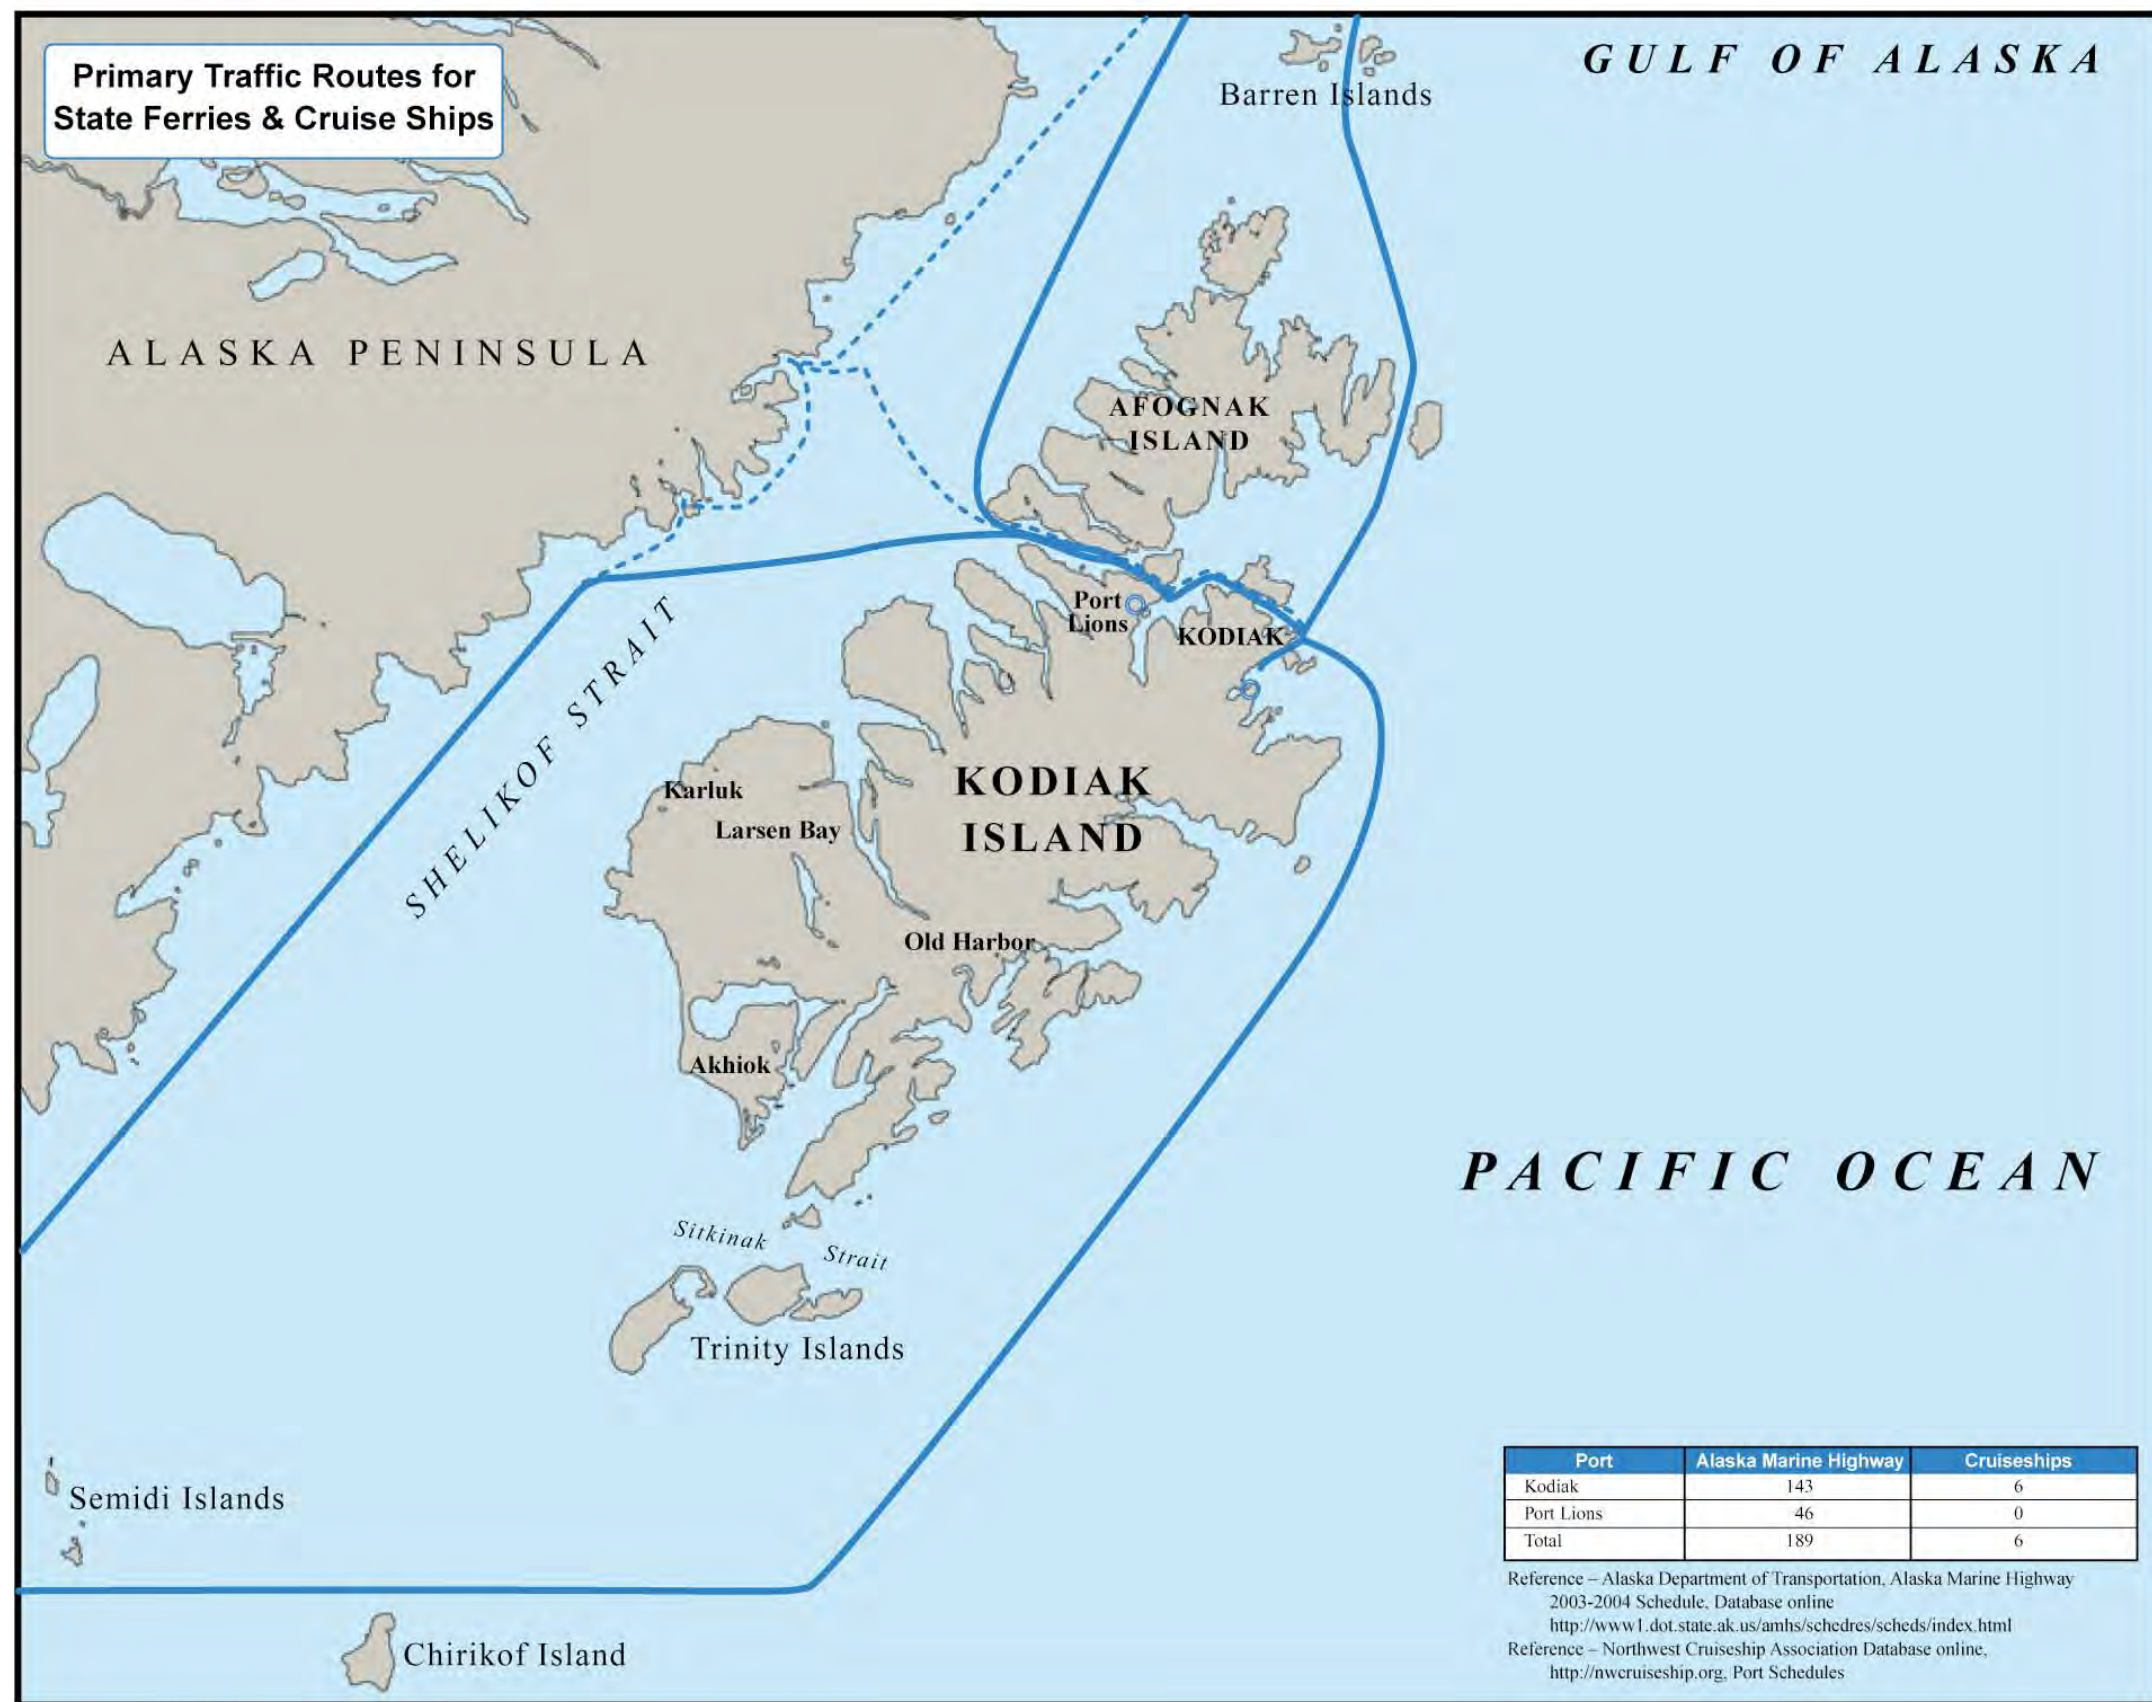 Primary Traffic Routes for
State Ferries & Cruise Ships
GULF OF ALASKA
Barren Islands
ALASKA PENINSULA
AFOGNAK
ISLAND
Port
Lions
KODIAK
SHELIKOF STRAIT
KODIAK
ISLAND
Karluk
Larsen Bay
Old Harbor
Akhiok
PACIFIC OCEAN
Sitkinak Strait
Trinity Islands
Semidi Islands
Chirikof Island
Port Alaska Marine Highway Cruiseships
Kodiak 143 6
Port Lions 46 0
Total 189 6
Reference – Alaska Department of Transportation, Alaska Marine Highway
2003-2004 Schedule, Database online
http://www1.dot.state.ak.us/amhs/schedres/scheds/index.html
Reference – Northwest Cruiseship Association Database online,
http://nwcruiseship.org, Port Schedules